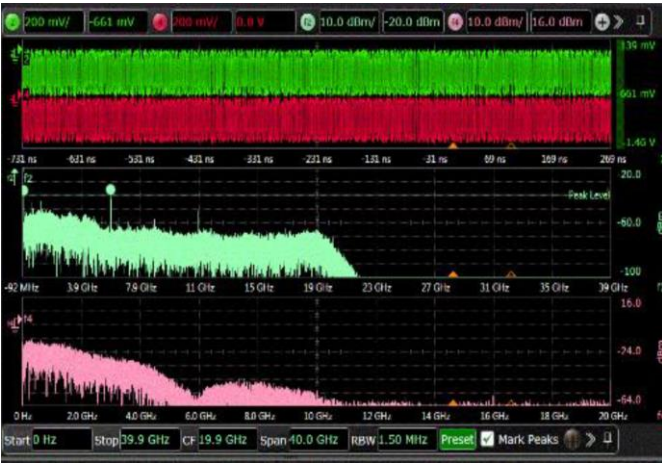 200 mV/ -661 mV 200 mV/ 0.0 V f2 10.0 dBm/ -20.0 dBm f4 10.0 dBm/ 16.0 dBm
139 mV
-661 mV
-1.46 V
-731 ns -631 ns -531 ns -431 ns -331 ns -231 ns -131 ns -31 ns 69 ns 169 ns 269 ns
f2 20.0
Peak Level
-60.0
-100
-92 MHz 3.9 GHz 7.9 GHz 11 GHz 15 GHz 19 GHz 23 GHz 27 GHz 31 GHz 35 GHz 39 GHz
16.0
f4
-24.0 dBm
-64.0
0 Hz 2.0 GHz 4.0 GHz 6.0 GHz 8.0 GHz 10 GHz 12 GHz 14 GHz 16 GHz 18 GHz 20 GHz
Start 0 Hz Stop 39.9 GHz CF 19.9 GHz Span 40.0 GHz RBW 1.50 MHz Preset Mark Peaks